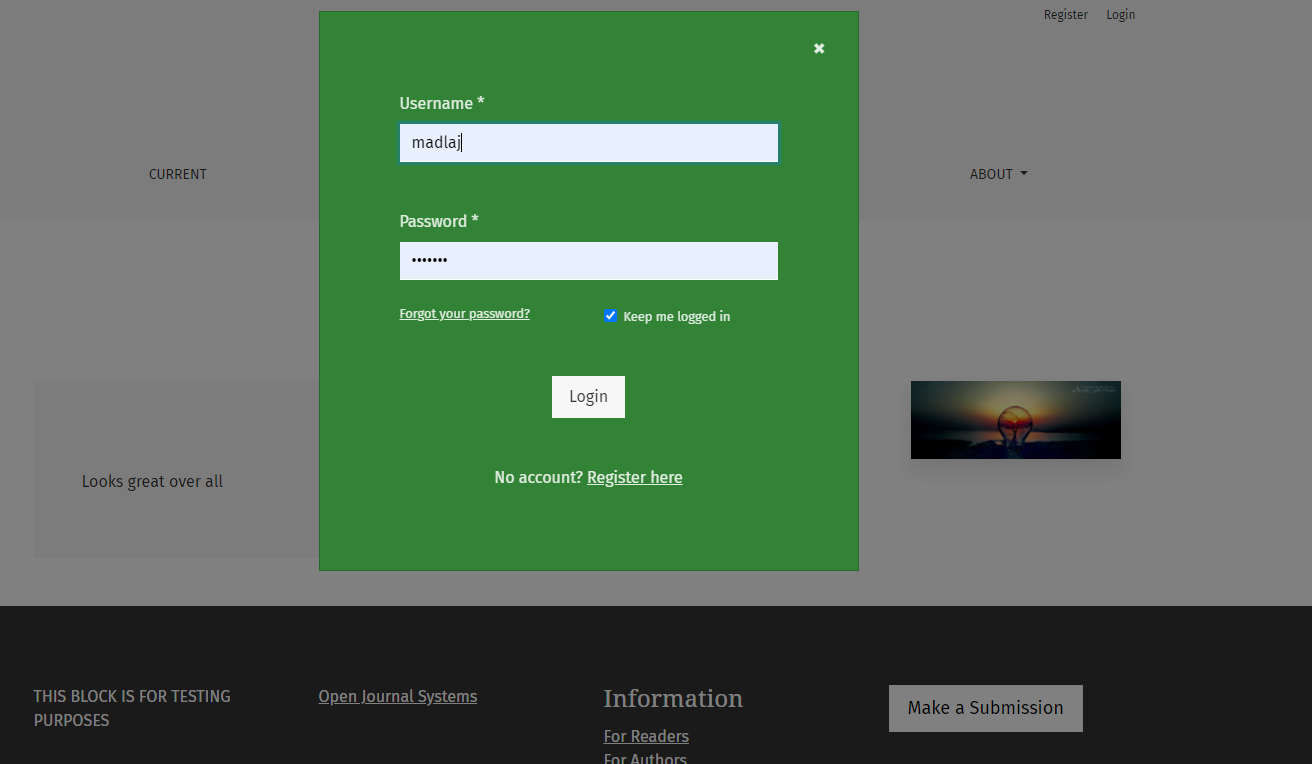 Register Login
✖
Username *
madlaj
CURRENT
ABOUT
Password *
•••••••
Forgot your password?
Keep me logged in
Login
Looks great over all
No account? Register here
THIS BLOCK IS FOR TESTING
PURPOSES
Open Journal Systems
Information
For Readers
For Authors
Make a Submission